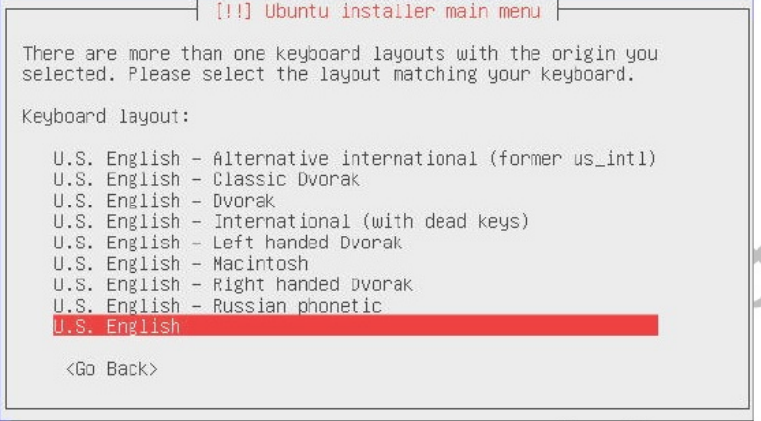 [!!] Ubuntu installer main menu
There are more than one keyboard layouts with the origin you
selected. Please select the layout matching your keyboard.
Keyboard layout:
U.S. English - Alternative international (former us_intl)
U.S. English - Classic Dvorak
U.S. English - Dvorak
U.S. English - International (with dead keys)
U.S. English - Left handed Dvorak
U.S. English - Macintosh
U.S. English - Right handed Dvorak
U.S. English - Russian phonetic
U.S. English
<Go Back>